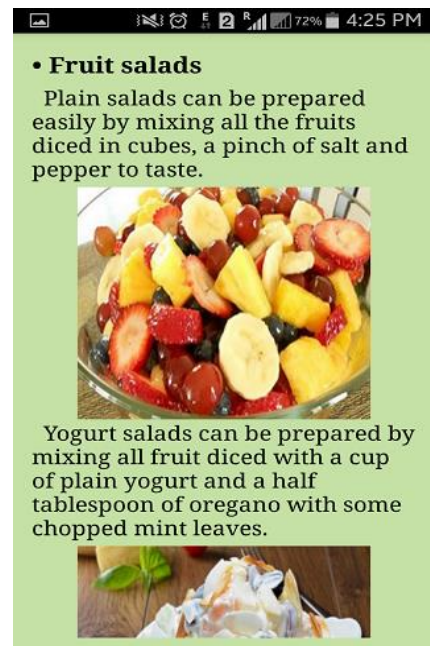 E
2
R
72%
4:25 PM
• Fruit salads
Plain salads can be prepared
easily by mixing all the fruits
diced in cubes, a pinch of salt and
pepper to taste.
Yogurt salads can be prepared by
mixing all fruit diced with a cup
of plain yogurt and a half
tablespoon of oregano with some
chopped mint leaves.